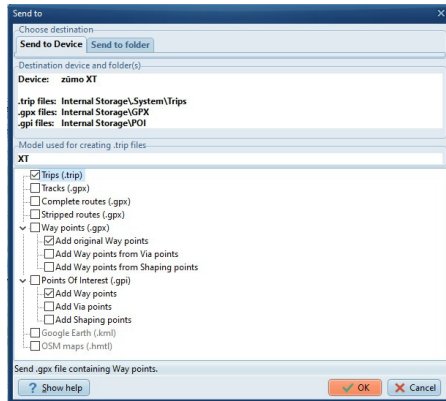 Send to
Choose destination
Send to Device Send to folder
Destination device and folder(s)
Device: zūmo XT
.trip files: Internal Storage\.System\Trips
.gpx files: Internal Storage\GPX
.gpi files: Internal Storage\POI
Model used for creating .trip files
XT
Trips (.trip)
Tracks (.gpx)
Complete routes (.gpx)
Stripped routes (.gpx)
Way points (.gpx)
Add original Way points
Add Way points from Via points
Add Way points from Shaping points
Points Of Interest (.gpi)
Add Way points
Add Via points
Add Shaping points
Google Earth (.kml)
OSM maps (.hmtl)
Send .gpx file containing Way points.
? Show help OK Cancel